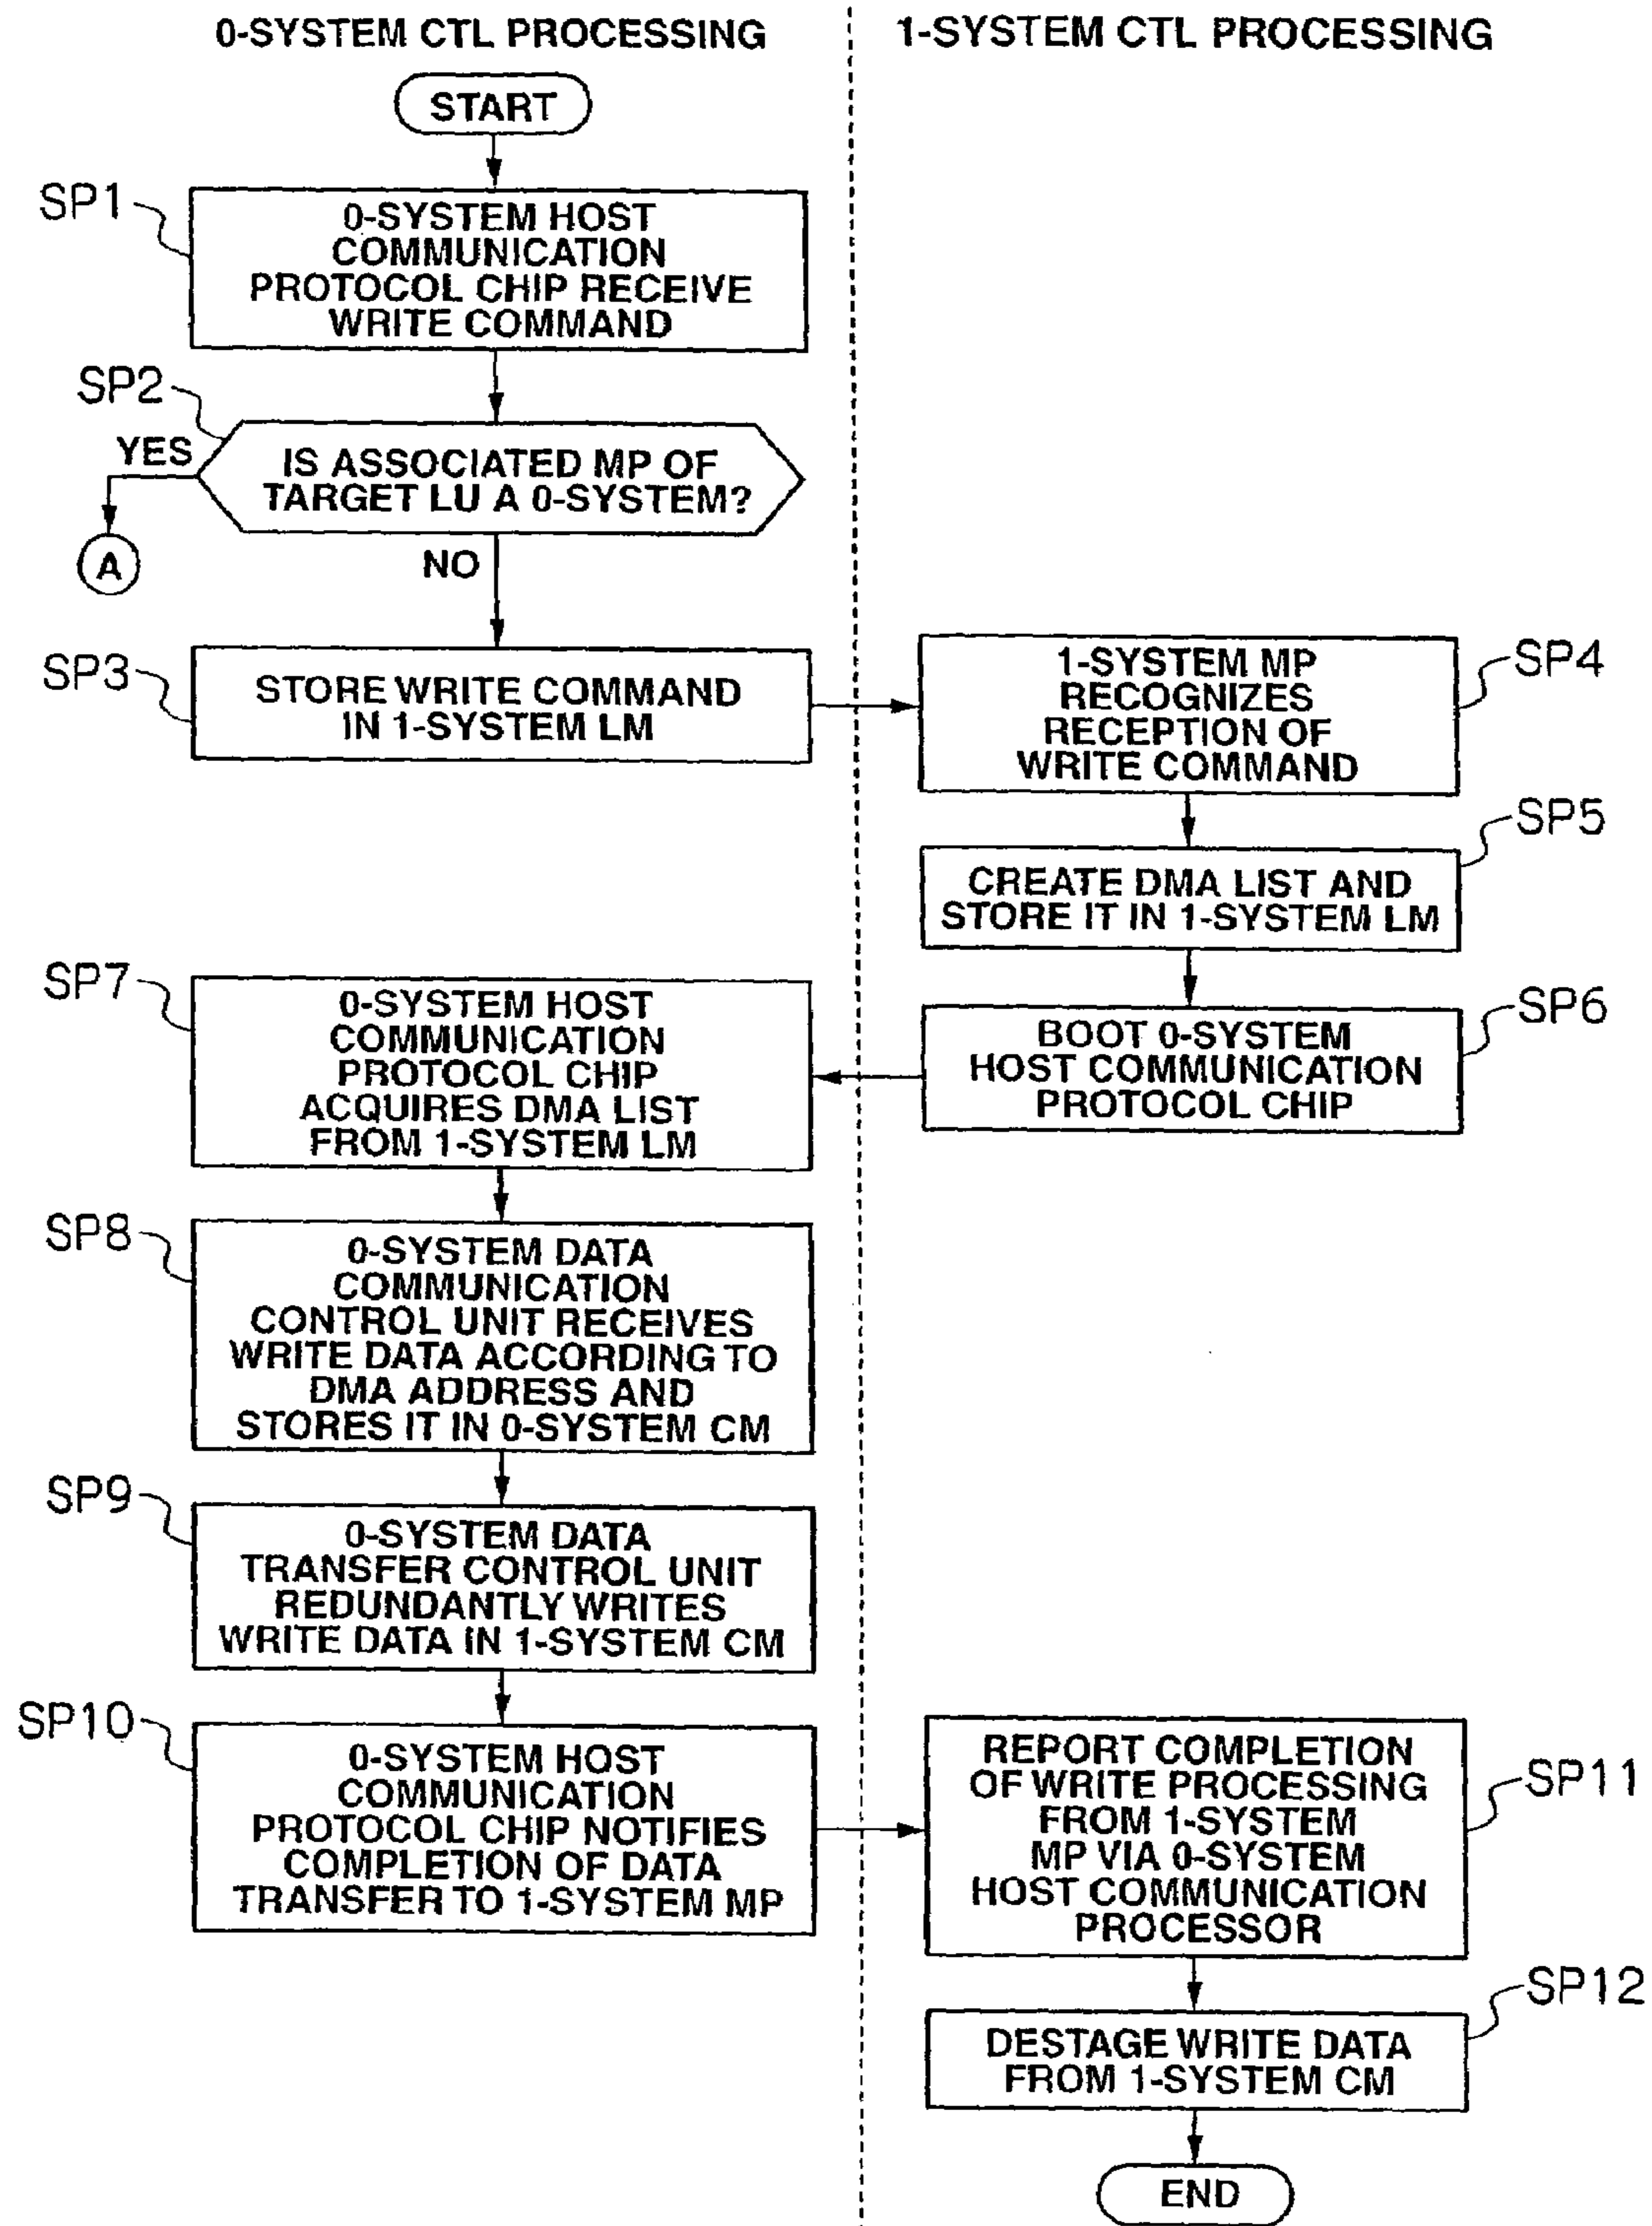 0-SYSTEM CTL PROCESSING
1-SYSTEM CTL PROCESSING
START
SP1
0-SYSTEM HOST
COMMUNICATION
PROTOCOL CHIP RECEIVE
WRITE COMMAND
SP2
YES
IS ASSOCIATED MP OF
TARGET LU A 0-SYSTEM?
A
NO
SP3
STORE WRITE COMMAND
IN 1-SYSTEM LM
SP4
1-SYSTEM MP
RECOGNIZES
RECEPTION OF
WRITE COMMAND
SP5
CREATE DMA LIST AND
STORE IT IN 1-SYSTEM LM
SP6
BOOT 0-SYSTEM
HOST COMMUNICATION
PROTOCOL CHIP
SP7
0-SYSTEM HOST
COMMUNICATION
PROTOCOL CHIP
ACQUIRES DMA LIST
FROM 1-SYSTEM LM
SP8
0-SYSTEM DATA
COMMUNICATION
CONTROL UNIT RECEIVES
WRITE DATA ACCORDING TO
DMA ADDRESS AND
STORES IT IN 0-SYSTEM CM
SP9
0-SYSTEM DATA
TRANSFER CONTROL UNIT
REDUNDANTLY WRITES
WRITE DATA IN 1-SYSTEM CM
SP10
0-SYSTEM HOST
COMMUNICATION
PROTOCOL CHIP NOTIFIES
COMPLETION OF DATA
TRANSFER TO 1-SYSTEM MP
SP11
REPORT COMPLETION
OF WRITE PROCESSING
FROM 1-SYSTEM
MP VIA 0-SYSTEM
HOST COMMUNICATION
PROCESSOR
SP12
DESTAGE WRITE DATA
FROM 1-SYSTEM CM
END